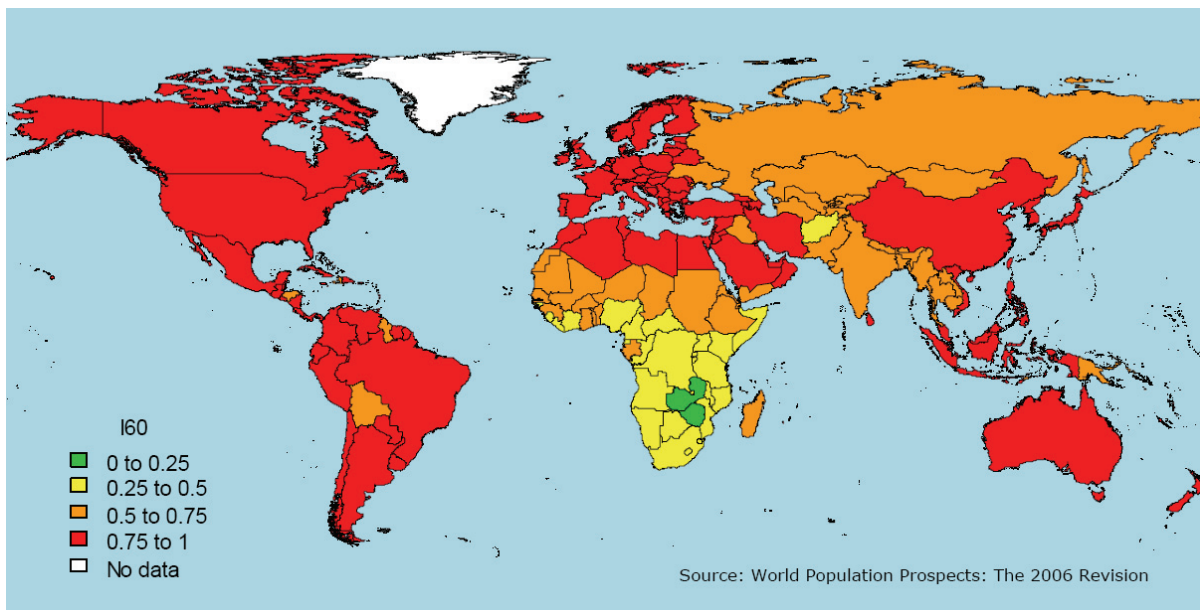 l60
0 to 0.25
0.25 to 0.5
0.5 to 0.75
0.75 to 1
No data
Source: World Population Prospects: The 2006 Revision